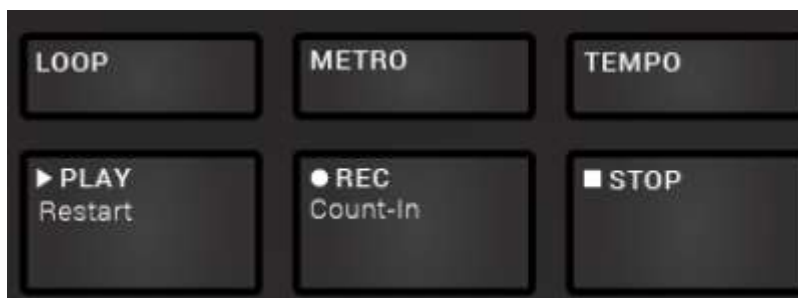 LOOP
METRO
TEMPO
PLAY
REC
STOP
Restart
Count-In